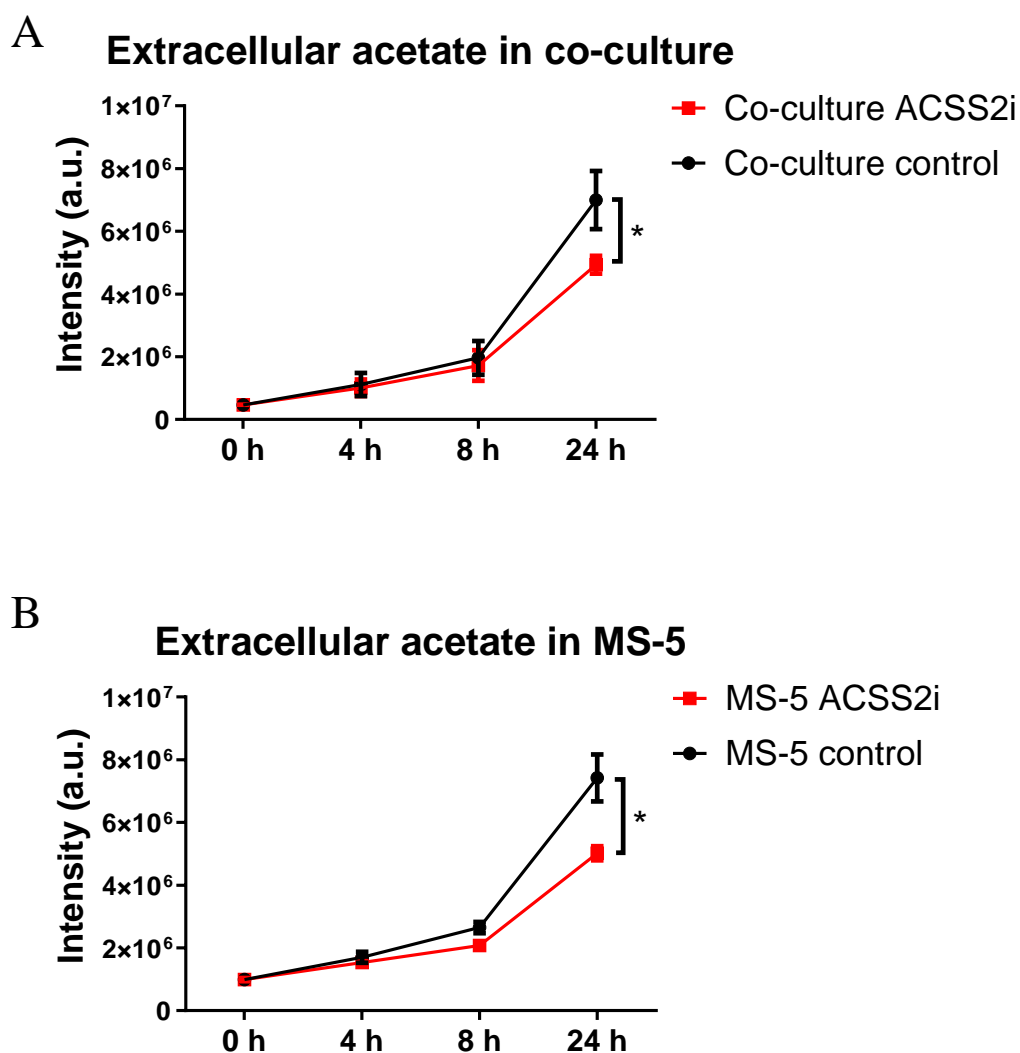 A
Extracellular acetate in co-culture
Intensity (a.u.)
1×10⁷
8×10⁶
6×10⁶
4×10⁶
2×10⁶
0
0 h 4 h 8 h 24 h
*
Co-culture ACSS2i
Co-culture control
B
Extracellular acetate in MS-5
Intensity (a.u.)
1×10⁷
8×10⁶
6×10⁶
4×10⁶
2×10⁶
0
0 h 4 h 8 h 24 h
*
MS-5 ACSS2i
MS-5 control